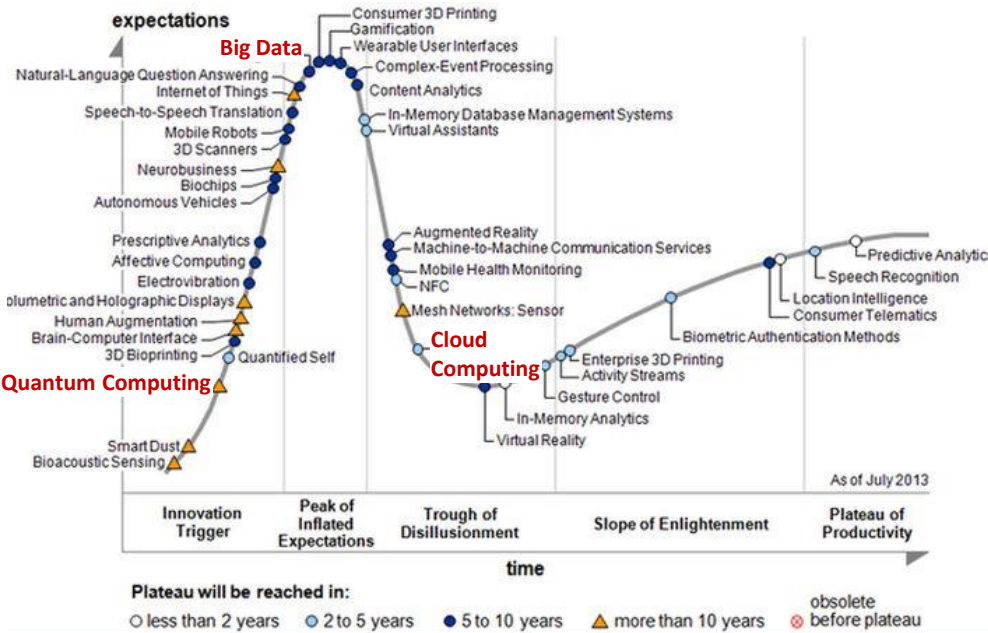 expectations
Consumer 3D Printing
Gamification
Wearable User Interfaces
Big Data
Complex-Event Processing
Natural-Language Question Answering
Internet of Things
Content Analytics
Speech-to-Speech Translation
In-Memory Database Management Systems
Mobile Robots
Virtual Assistants
3D Scanners
Neurobusiness
Biochips
Autonomous Vehicles
Augmented Reality
Prescriptive Analytics
Machine-to-Machine Communication Services
Affective Computing
Mobile Health Monitoring
Electrovibration
NFC
olumetric and Holographic Displays
Mesh Networks: Sensor
Human Augmentation
Brain-Computer Interface
3D Bioprinting
Quantified Self
Quantum Computing
Smart Dust
Bioacoustic Sensing
Cloud
Computing
Predictive Analytic
Speech Recognition
Location Intelligence
Consumer Telematics
Biometric Authentication Methods
Enterprise 3D Printing
Activity Streams
Gesture Control
In-Memory Analytics
Virtual Reality
As of July 2013
Innovation
Trigger
Peak of
Inflated
Expectations
Trough of
Disillusionment
Slope of Enlightenment
Plateau of
Productivity
time
Plateau will be reached in:
less than 2 years
2 to 5 years
5 to 10 years
more than 10 years
obsolete
before plateau